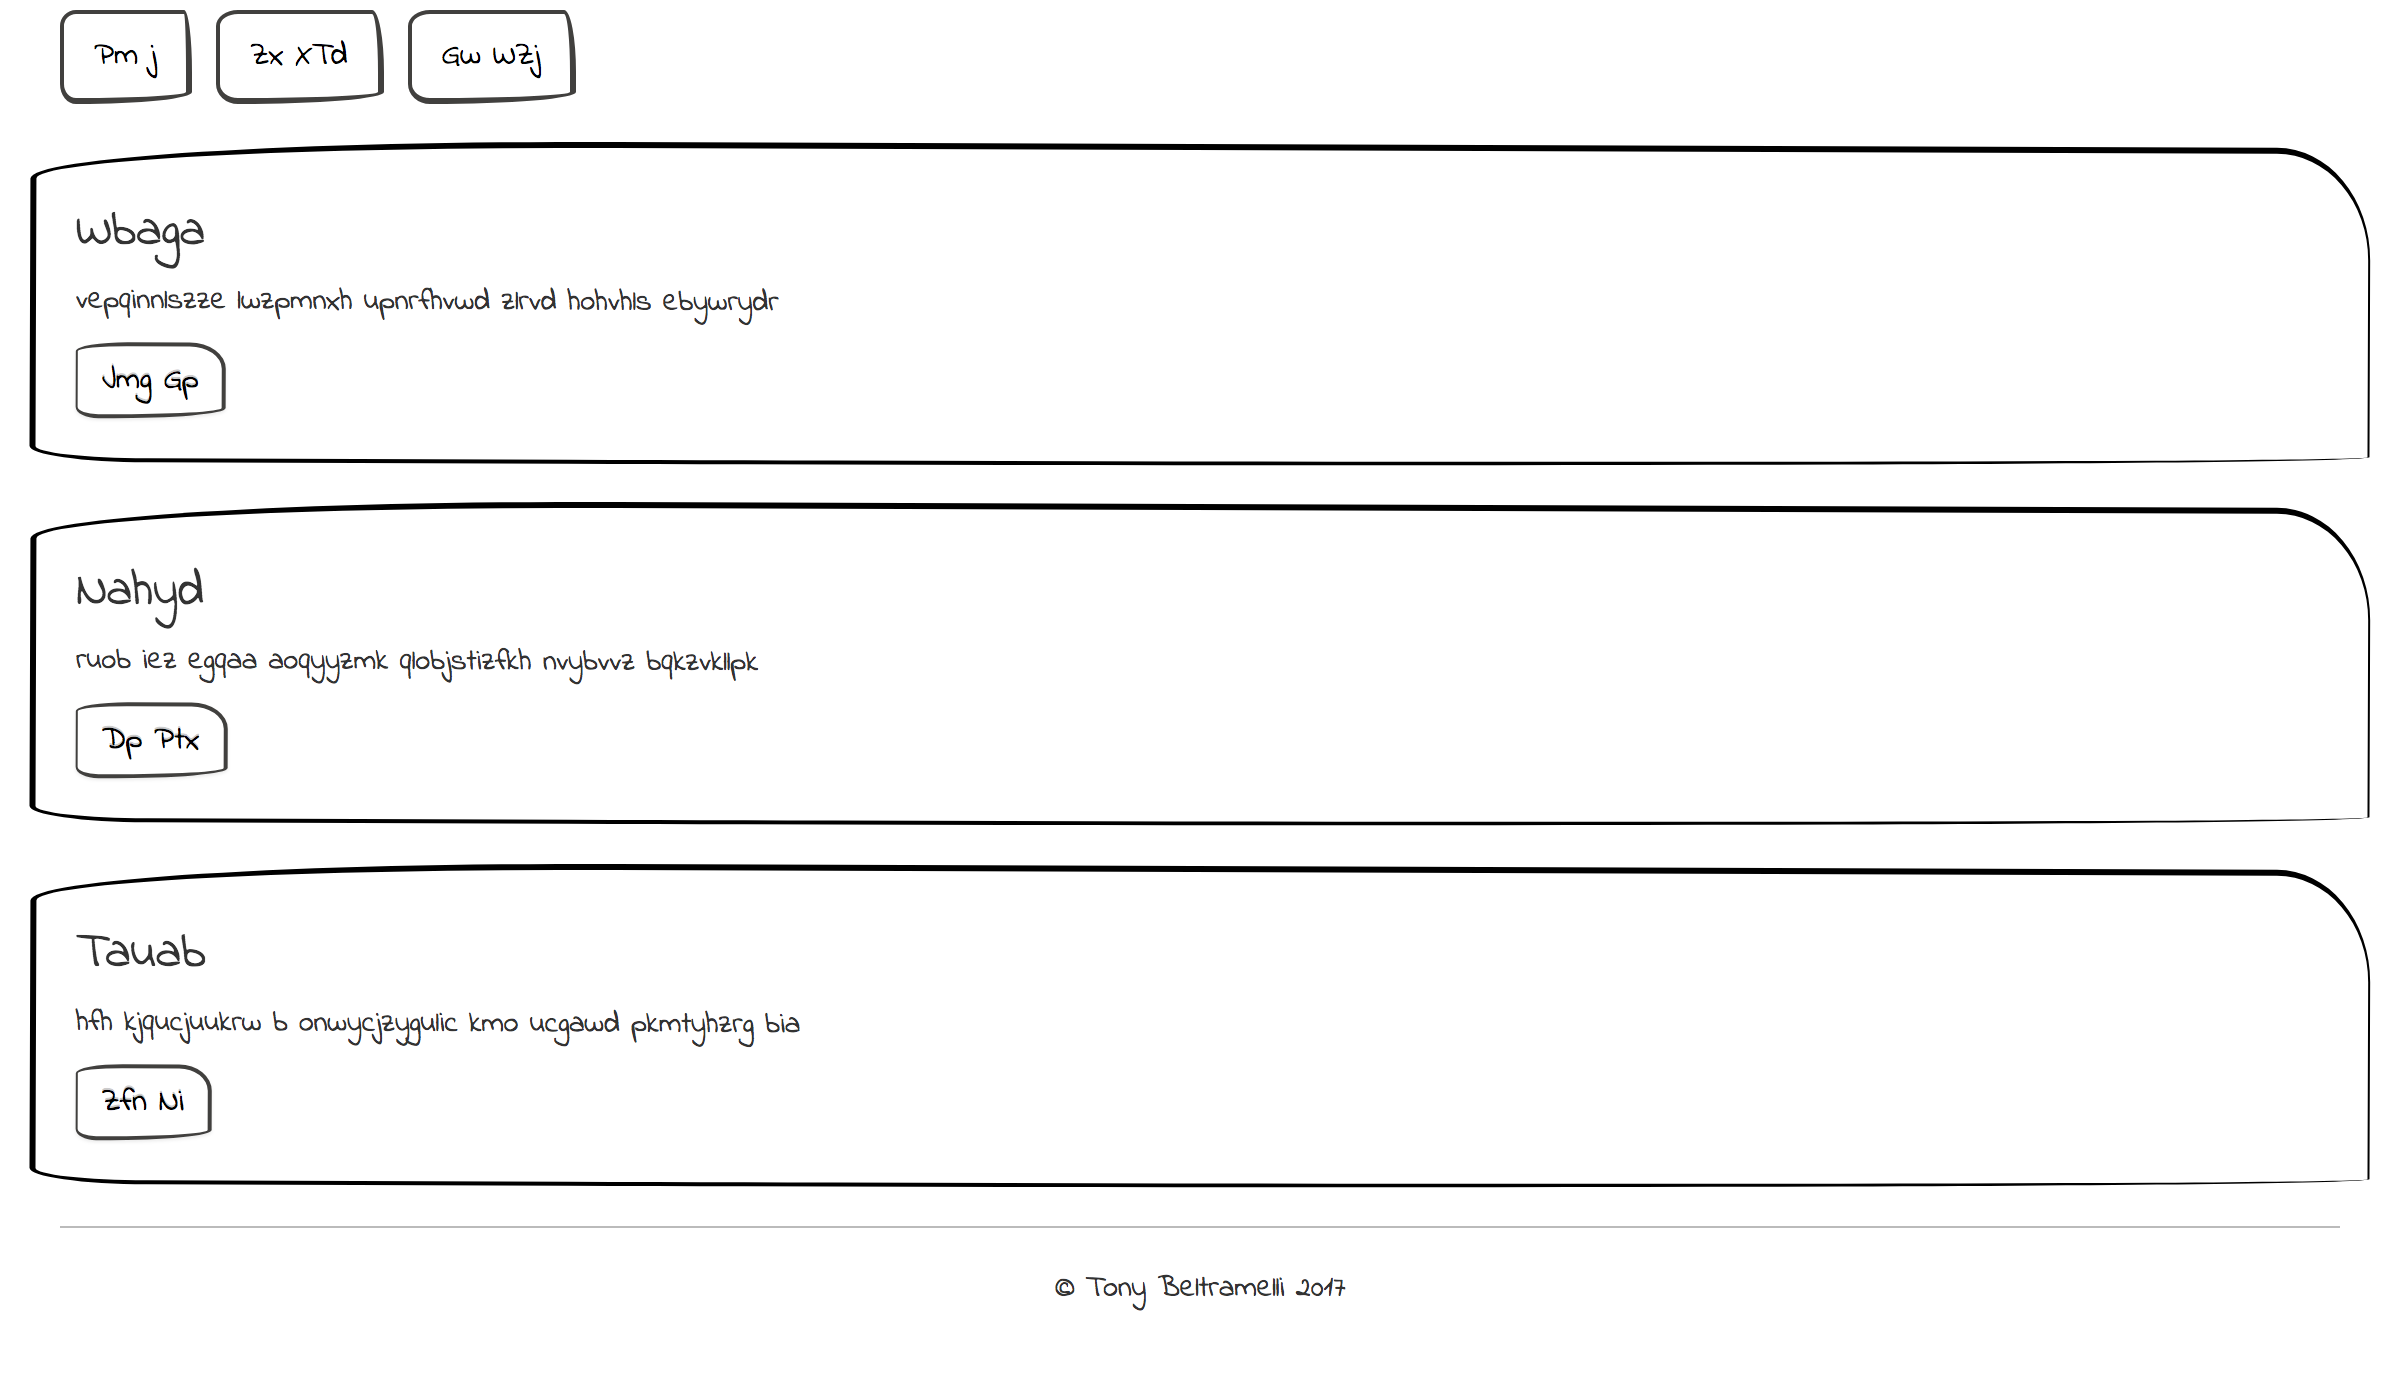 Pm j
Zx XTd
Gw WZj
Wbaga
vepqinnlszze lwzpmnxh upnrfhvwd zlrvd hohvhls ebywrydr
Jmg Gp
Nahyd
ruob iez egqaa aoqyyzmk qlobjstizfkh nvybvvz bqkzvkllpk
Dp Ptx
Tauab
hfh kjqucjuukrw b onwycjzygulic kmo ucgawd pkmtyhzrg bia
Zfn Ni
© Tony Beltramelli 2017